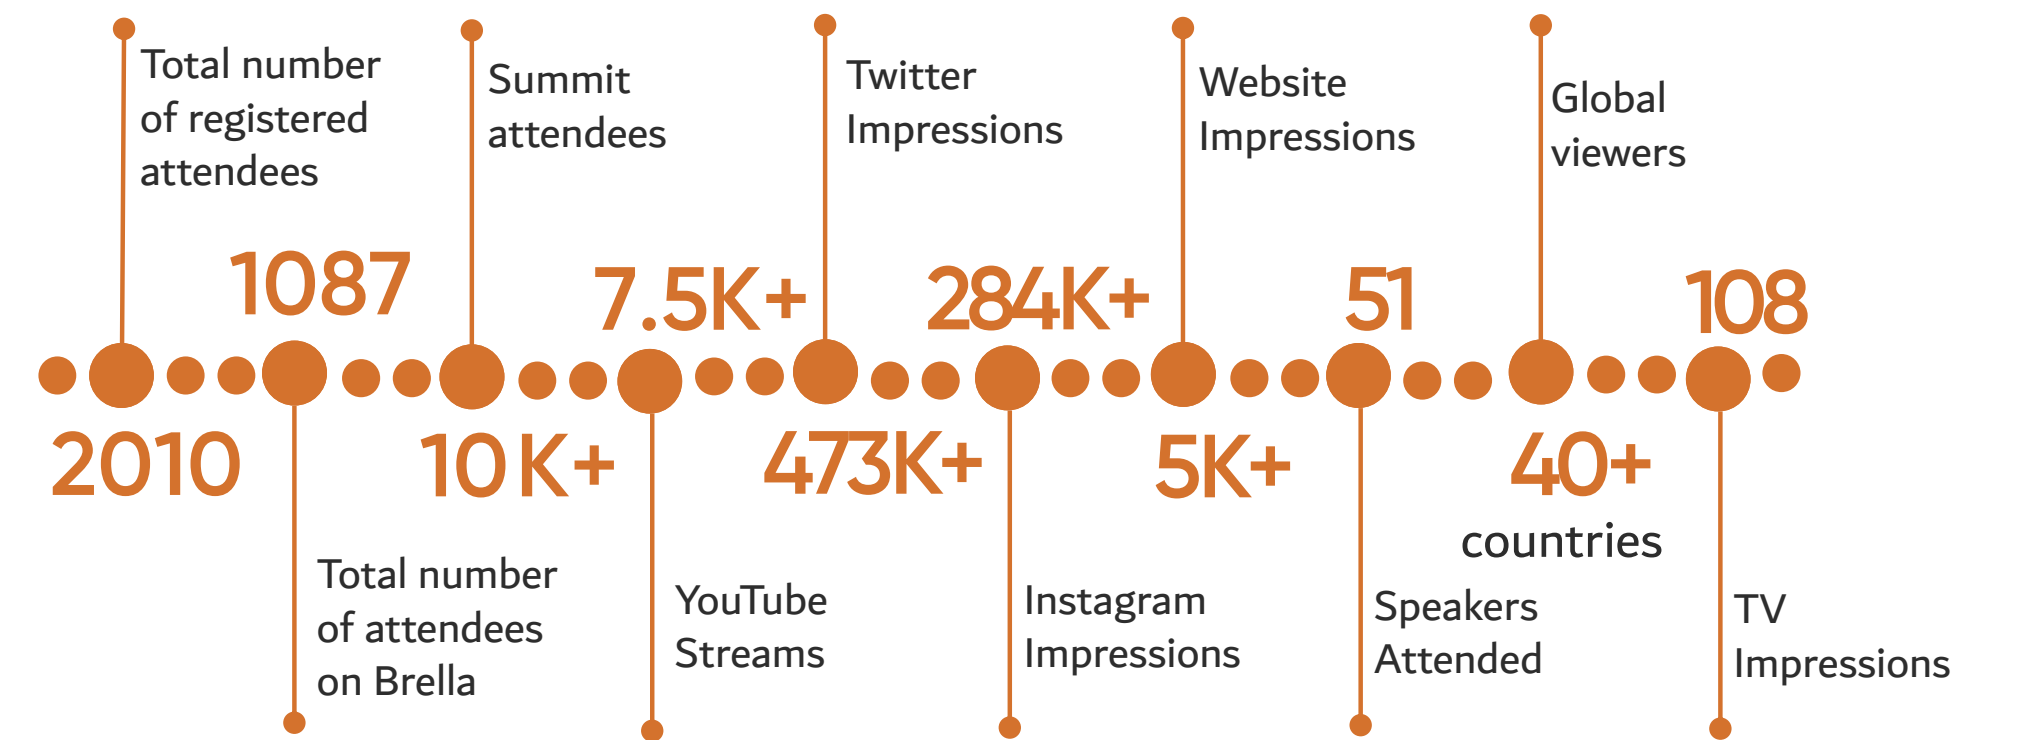 Total number
of registered
attendees
2010
1087
Total number
of attendees
on Brella
Summit
attendees
10K+
7.5K+
YouTube
Streams
Twitter
Impressions
473K+
284K+
Instagram
Impressions
Website
Impressions
5K+
51
Speakers
Attended
Global
viewers
40+
countries
108
TV
Impressions